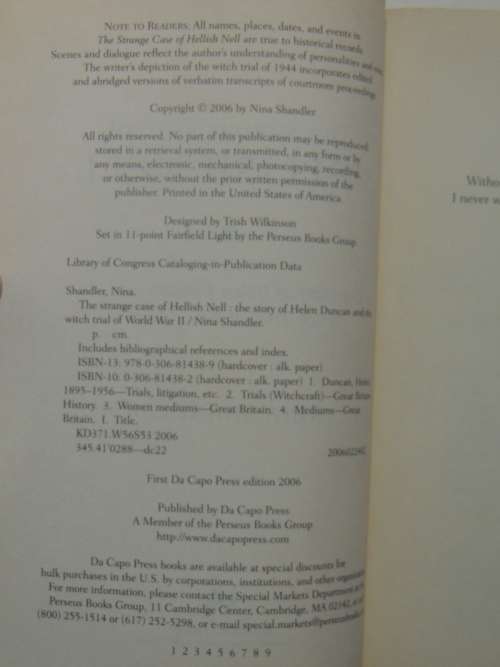 NOTE TO READERS: All names, places, dates, and events in
The Strange Case of Hellish Nell are true to historical records.
Scenes and dialogue reflect the author's understanding of personalities and
The writer's depiction of the witch trial of 1944 incorporates edited
and abridged versions of verbatim transcripts of courtroom proceedings.
Copyright © 2006 by Nina Shandler
All rights reserved. No part of this publication may be reproduced,
stored in a retrieval system, or transmitted, in any form or by
any means, electronic, mechanical, photocopying, recording,
or otherwise, without the prior written permission of the
publisher. Printed in the United States of America.
Designed by Trish Wilkinson
Set in 11-point Fairfield Light by the Perseus Books Group
Library of Congress Cataloging-in-Publication Data
Shandler, Nina.
The strange case of Hellish Nell : the story of Helen Duncan and the
witch trial of World War II / Nina Shandler.
p. cm.
Includes bibliographical references and index.
ISBN-13: 978-0-306-81438-9 (hardcover : alk. paper)
ISBN-10: 0-306-81438-2 (hardcover : alk. paper) 1. Duncan, Helen,
1895–1956—Trials, litigation, etc. 2. Trials (Witchcraft)—Great Britain
History. 3. Women mediums—Great Britain. 4. Mediums—Great
Britain. I. Title.
KD371.W56S53 2006
345.41'0288—dc22
First Da Capo Press edition 2006
Published by Da Capo Press
A Member of the Perseus Books Group
http://www.dacapopress.com
Da Capo Press books are available at special discounts for
bulk purchases in the U.S. by corporations, institutions, and other
For more information, please contact the Special Markets Department at
Perseus Books Group, 11 Cambridge Center, Cambridge, MA 02142, or
(800) 255-1514 or (617) 252-5298, or e-mail special.markets@perseusbooks
1 2 3 4 5 6 7 8 9
I never